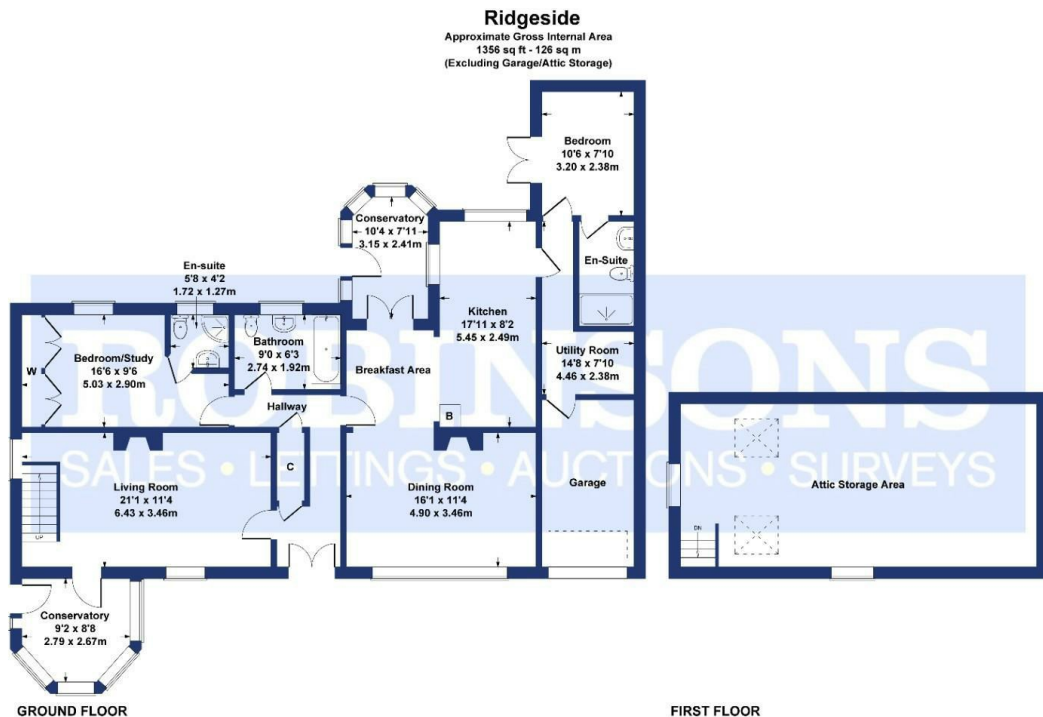 Ridgeside
Approximate Gross Internal Area
1356 sq ft - 126 sq m
(Excluding Garage/Attic Storage)
Bedroom
10'6 x 7'10
3.20 x 2.38m
Conservatory
10'4 x 7'11
3.15 x 2.41m
En-Suite
En-suite
5'8 x 4'2
1.72 x 1.27m
Kitchen
17'11 x 8'2
5.45 x 2.49m
Bedroom/Study
16'6 x 9'6
5.03 x 2.90m
W
Bathroom
9'0 x 6'3
2.74 x 1.92m
Breakfast Area
Utility Room
14'8 x 7'10
4.46 x 2.38m
ROBINSONS
Hallway
B
SALES • LETTINGS • AUCTIONS • SURVEYS
C
Living Room
21'1 x 11'4
6.43 x 3.46m
Dining Room
16'1 x 11'4
4.90 x 3.46m
Garage
Attic Storage Area
UP
DN
Conservatory
9'2 x 8'8
2.79 x 2.67m
GROUND FLOOR
FIRST FLOOR